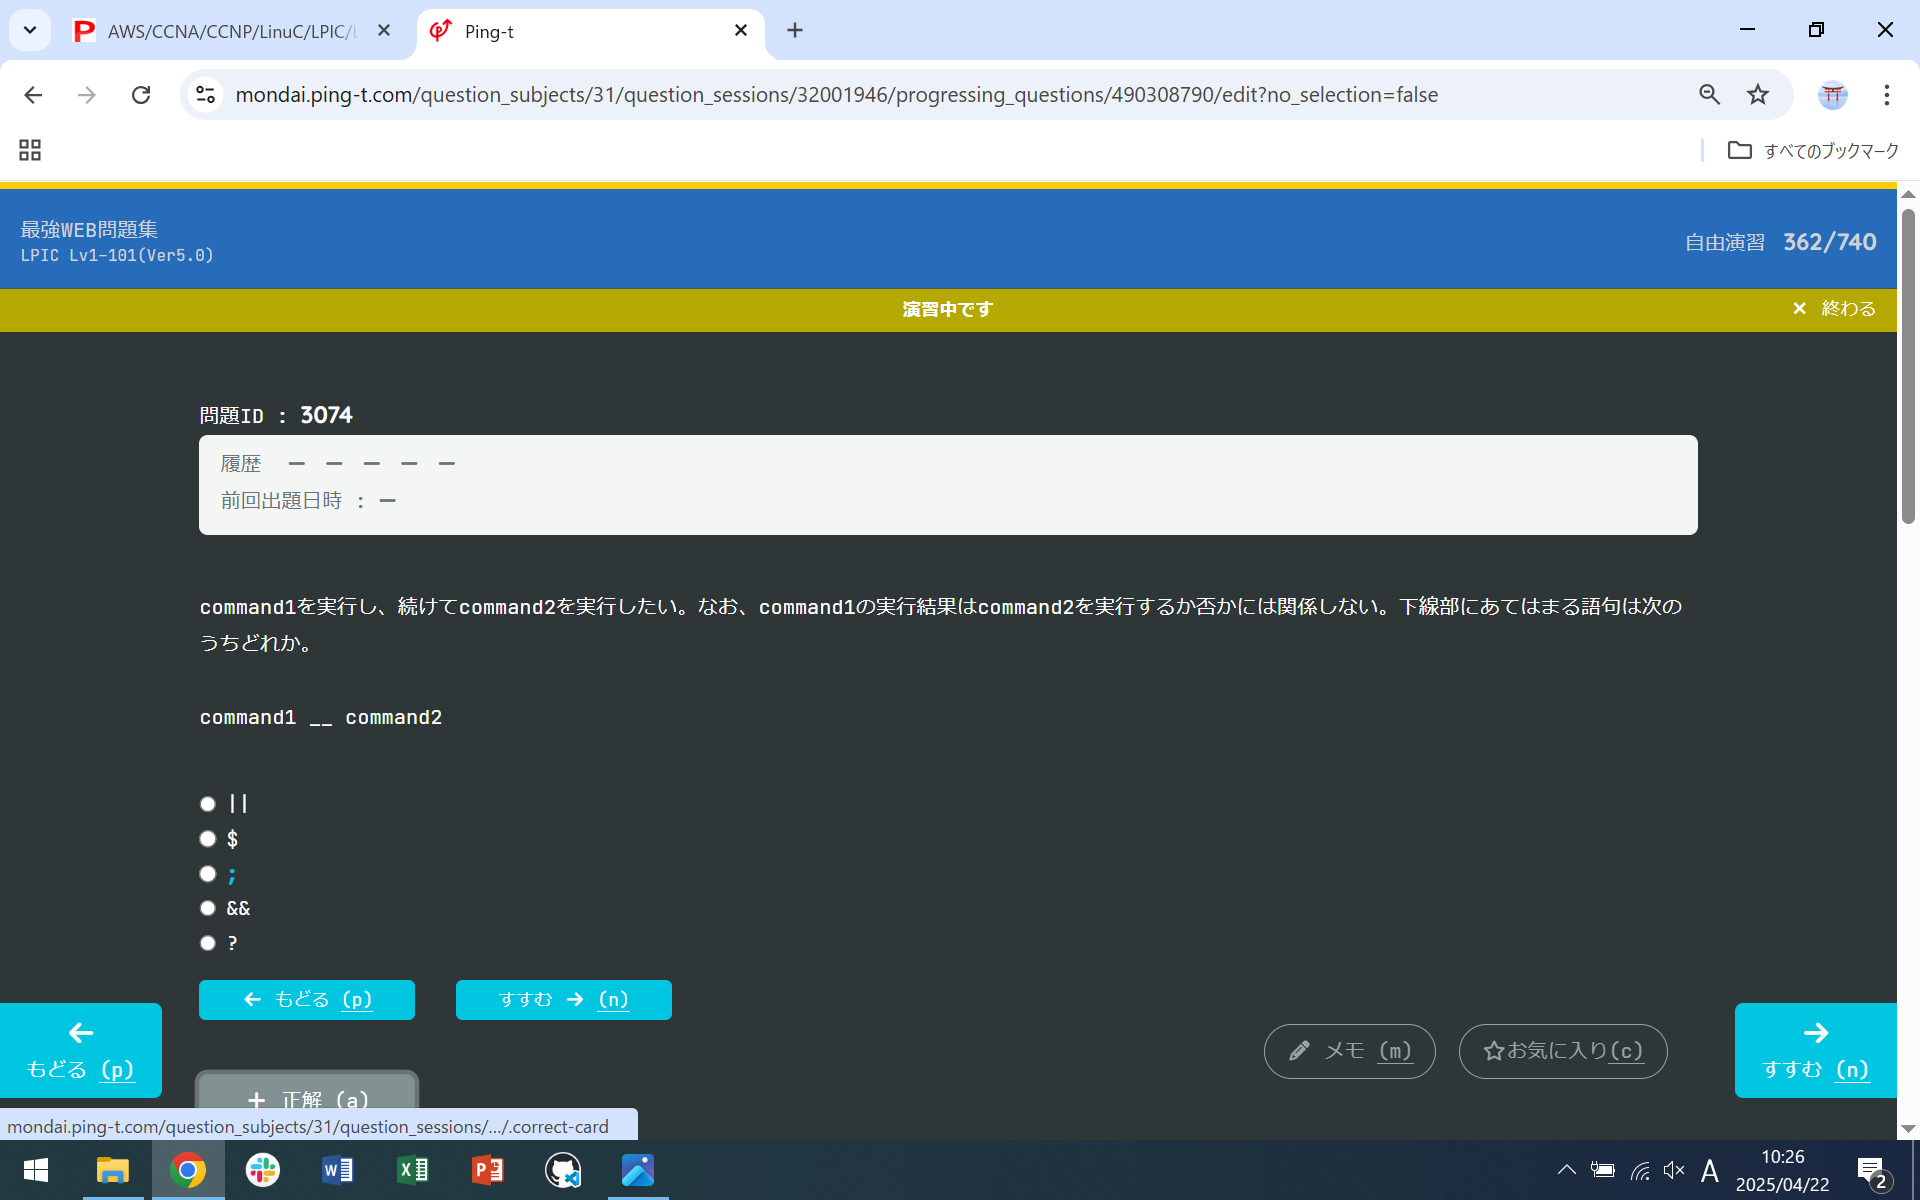 AWS/CCNA/CCNP/LinuC/LPIC/
Ping-t
mondai.ping-t.com/question_subjects/31/question_sessions/32001946/progressing_questions/490308790/edit?no_selection=false
すべてのブックマーク
最強WEB問題集
LPIC Lv1-101(Ver5.0)
自由演習 362/740
演習中です
× 終わる
問題ID : 3074
履歴 － － － － －
前回出題日時 : －
command1を実行し、続けてcommand2を実行したい。なお、command1の実行結果はcommand2を実行するか否かには関係しない。下線部にあてはまる語句は次の
うちどれか。
command1 __ command2
||
$
;
&&
?
← もどる (p)
すすむ → (n)
← もどる (p)
メモ (m)
お気に入り(c)
→ すすむ (n)
+ 正解 (a)
mondai.ping-t.com/question_subjects/31/question_sessions/.../.correct-card
A
10:26
2025/04/22
2